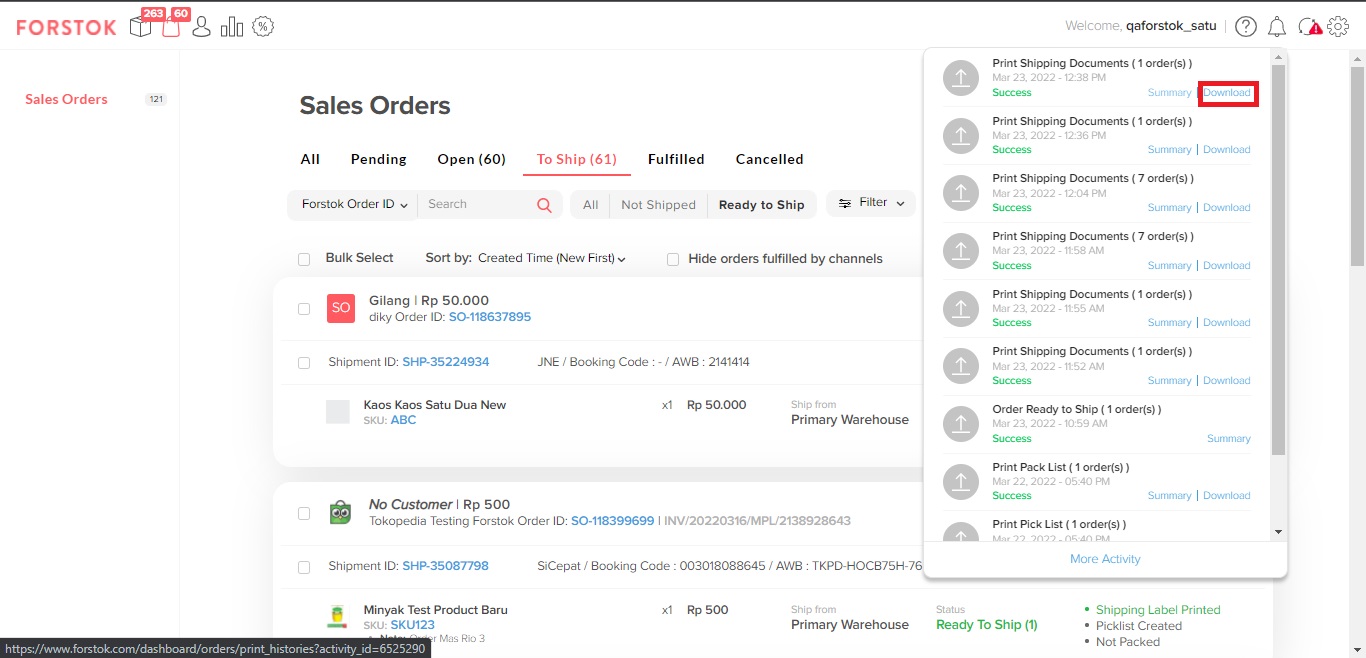 FORSTOK
263
60
Welcome, qaforstok_satu
Sales Orders
121
Sales Orders
All
Pending
Open (60)
To Ship (61)
Fulfilled
Cancelled
Forstok Order ID
Search
All
Not Shipped
Ready to Ship
Filter
Bulk Select
Sort by: Created Time (New First)
Hide orders fulfilled by channels
SO
Gilang | Rp 50.000
diky Order ID: SO-118637895
Shipment ID: SHP-35224934
JNE / Booking Code : - / AWB : 2141414
Kaos Kaos Satu Dua New
SKU: ABC
x1
Rp 50.000
Ship from
Primary Warehouse
No Customer | Rp 500
Tokopedia Testing Forstok Order ID: SO-118399699 | INV/20220316/MPL/2138928643
Shipment ID: SHP-35087798
SiCepat / Booking Code : 003018088645 / AWB : TKPD-HOCB75H-76
Minyak Test Product Baru
SKU: SKU123
Note: Order Mas Rio 3
x1
Rp 500
Ship from
Primary Warehouse
Status
Ready To Ship (1)
• Shipping Label Printed
• Picklist Created
• Not Packed
Print Shipping Documents ( 1 order(s) )
Mar 23, 2022 - 12:38 PM
Success
Summary | Download
Print Shipping Documents ( 1 order(s) )
Mar 23, 2022 - 12:36 PM
Success
Summary | Download
Print Shipping Documents ( 7 order(s) )
Mar 23, 2022 - 12:04 PM
Success
Summary | Download
Print Shipping Documents ( 7 order(s) )
Mar 23, 2022 - 11:58 AM
Success
Summary | Download
Print Shipping Documents ( 1 order(s) )
Mar 23, 2022 - 11:55 AM
Success
Summary | Download
Print Shipping Documents ( 1 order(s) )
Mar 23, 2022 - 11:52 AM
Success
Summary | Download
Order Ready to Ship ( 1 order(s) )
Mar 23, 2022 - 10:59 AM
Success
Summary
Print Pack List ( 1 order(s) )
Mar 22, 2022 - 05:40 PM
Success
Summary | Download
Print Pick List ( 1 order(s) )
Mar 22, 2022 - 05:40 PM
More Activity
https://www.forstok.com/dashboard/orders/print_histories?activity_id=6525290